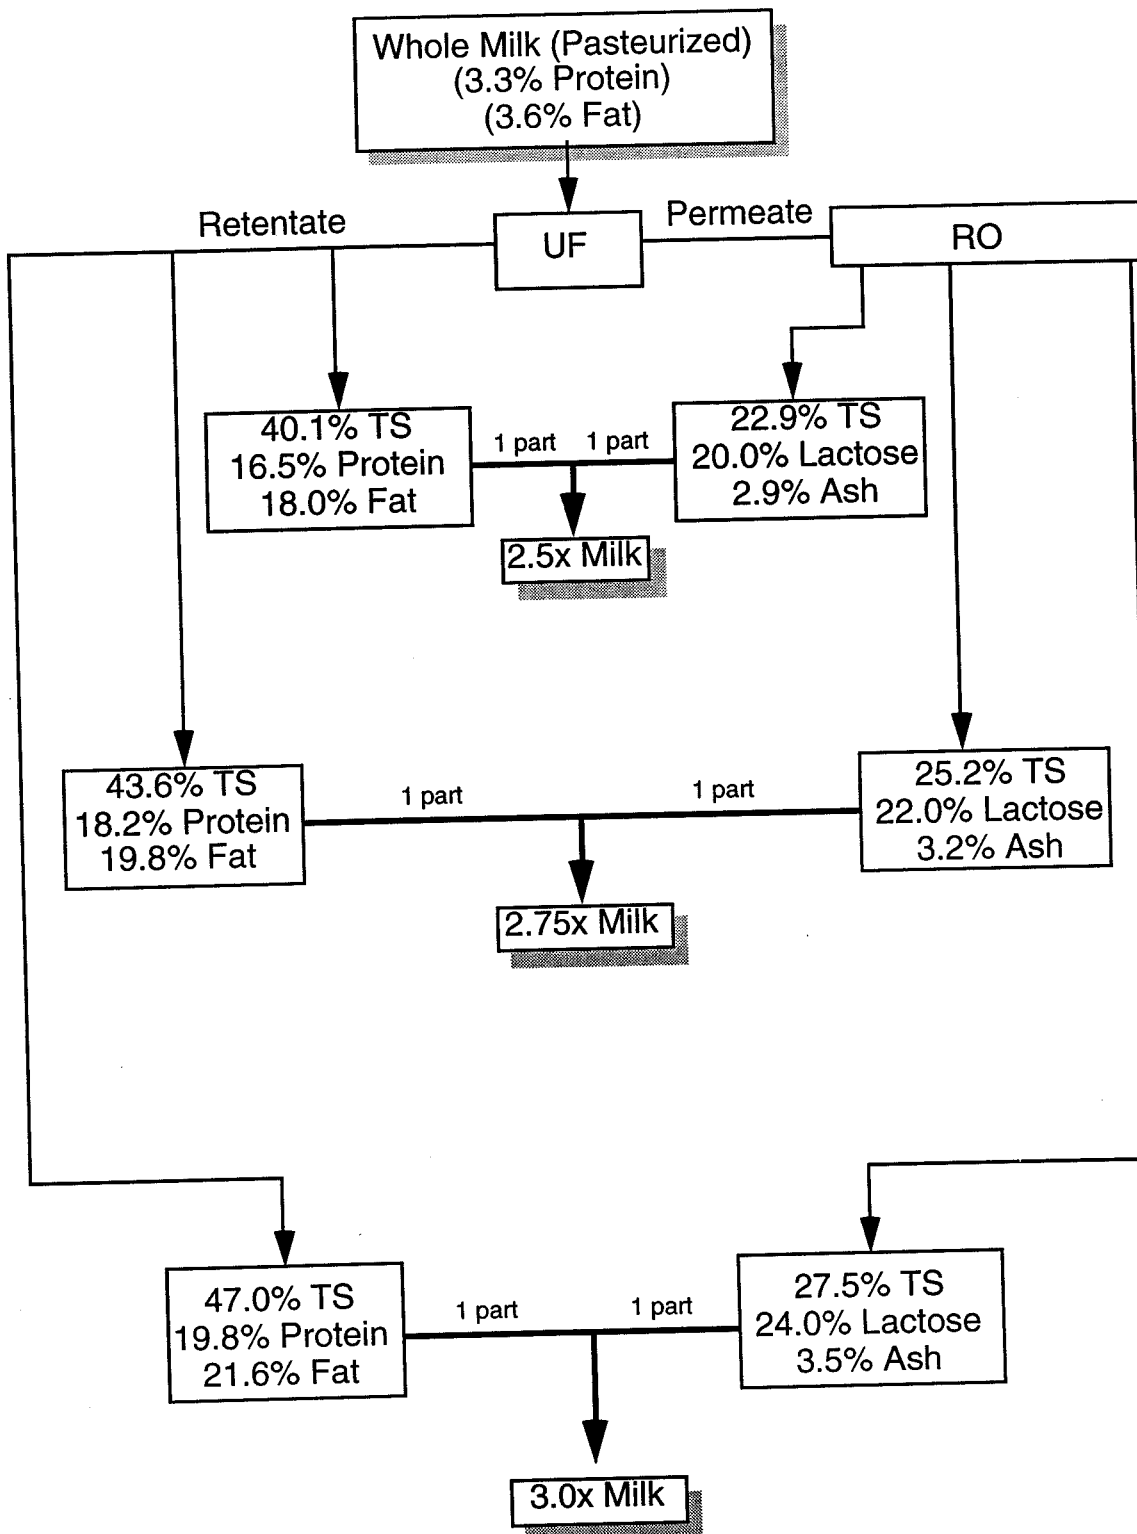 Whole Milk (Pasteurized)
(3.3% Protein)
(3.6% Fat)
Retentate
UF
Permeate
RO
40.1% TS
16.5% Protein
18.0% Fat
1 part
1 part
22.9% TS
20.0% Lactose
2.9% Ash
2.5x Milk
43.6% TS
18.2% Protein
19.8% Fat
1 part
1 part
25.2% TS
22.0% Lactose
3.2% Ash
2.75x Milk
47.0% TS
19.8% Protein
21.6% Fat
1 part
1 part
27.5% TS
24.0% Lactose
3.5% Ash
3.0x Milk